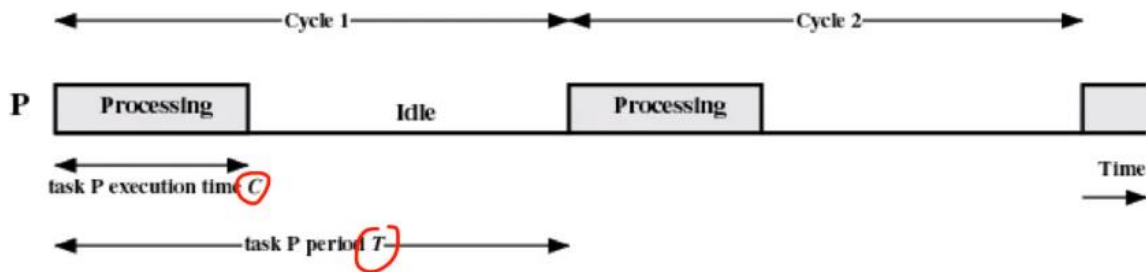 Cycle 1 Cycle 2
P Processing Idle Processing
Time
task P execution time C
task P period T